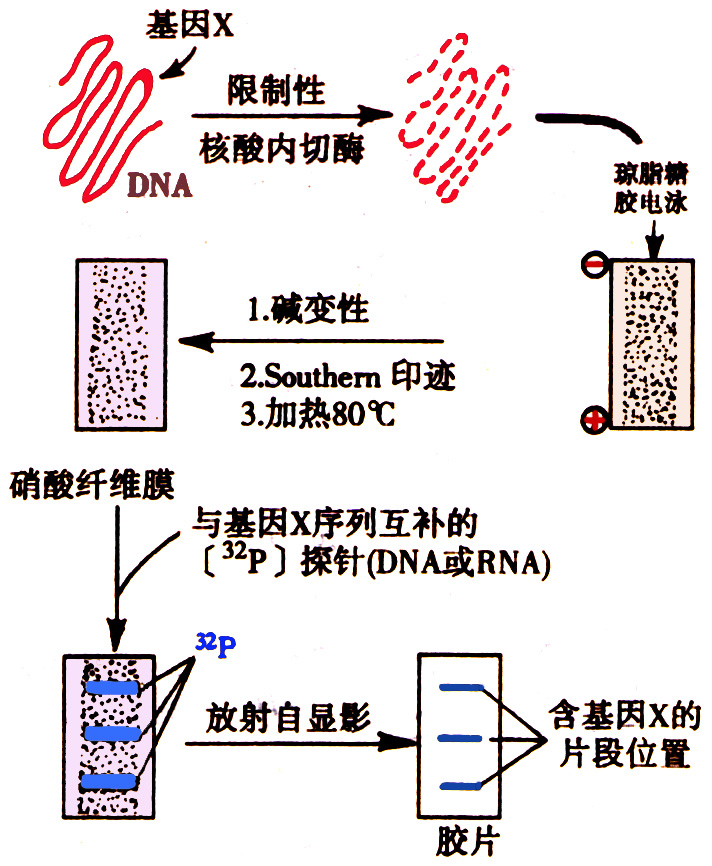 基因X
限制性
核酸内切酶
DNA
琼脂糖
胶电泳
1.碱变性
2.Southern 印迹
3.加热80℃
硝酸纤维膜
与基因X序列互补的
〔³²P〕探针(DNA或RNA)
³²P
放射自显影
含基因X的
片段位置
胶片